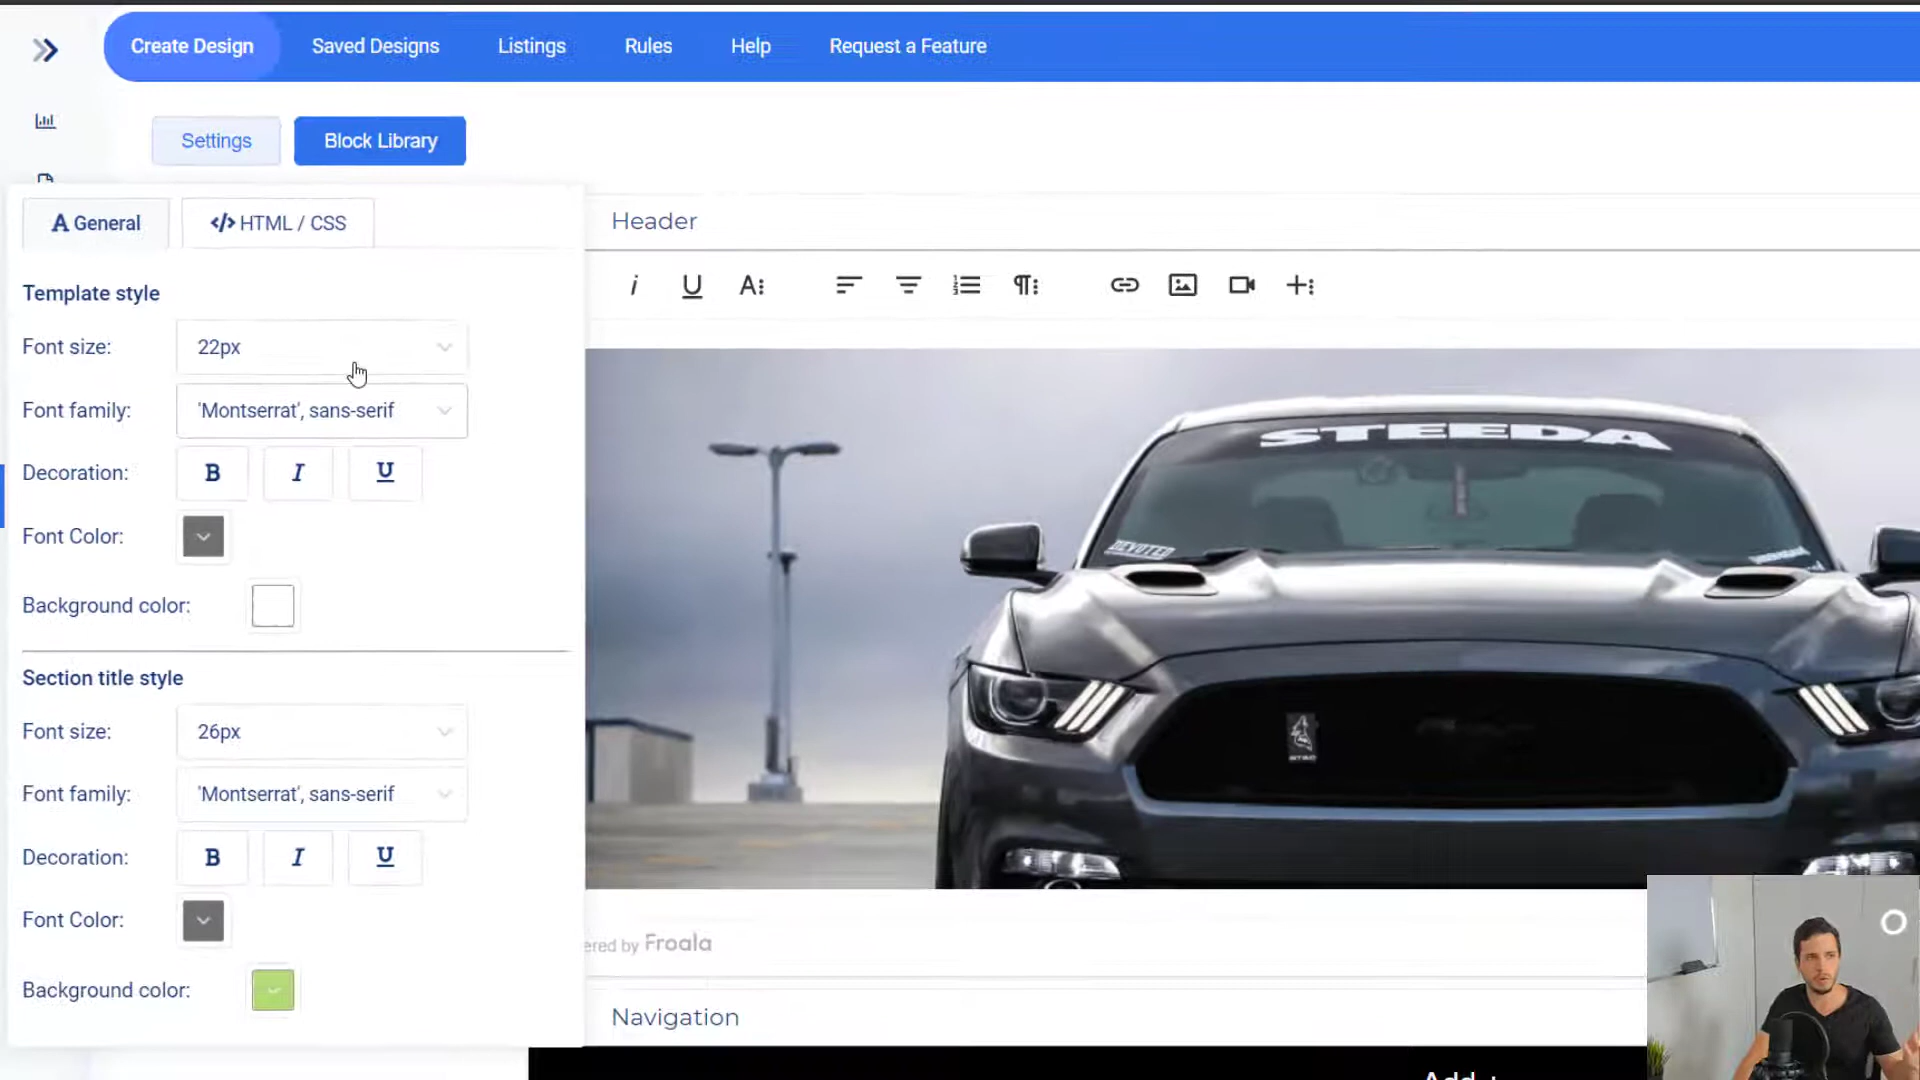 Create Design
Saved Designs
Listings
Rules
Help
Request a Feature
Settings
Block Library
A General
</> HTML / CSS
Header
Template style
Font size:
22px
Font family:
'Montserrat', sans-serif
Decoration:
B
I
U
Font Color:
Background color:
STEEDA
DEVOTED
Section title style
Font size:
26px
Font family:
'Montserrat', sans-serif
Decoration:
B
I
U
Font Color:
Background color:
ered by Froala
Navigation